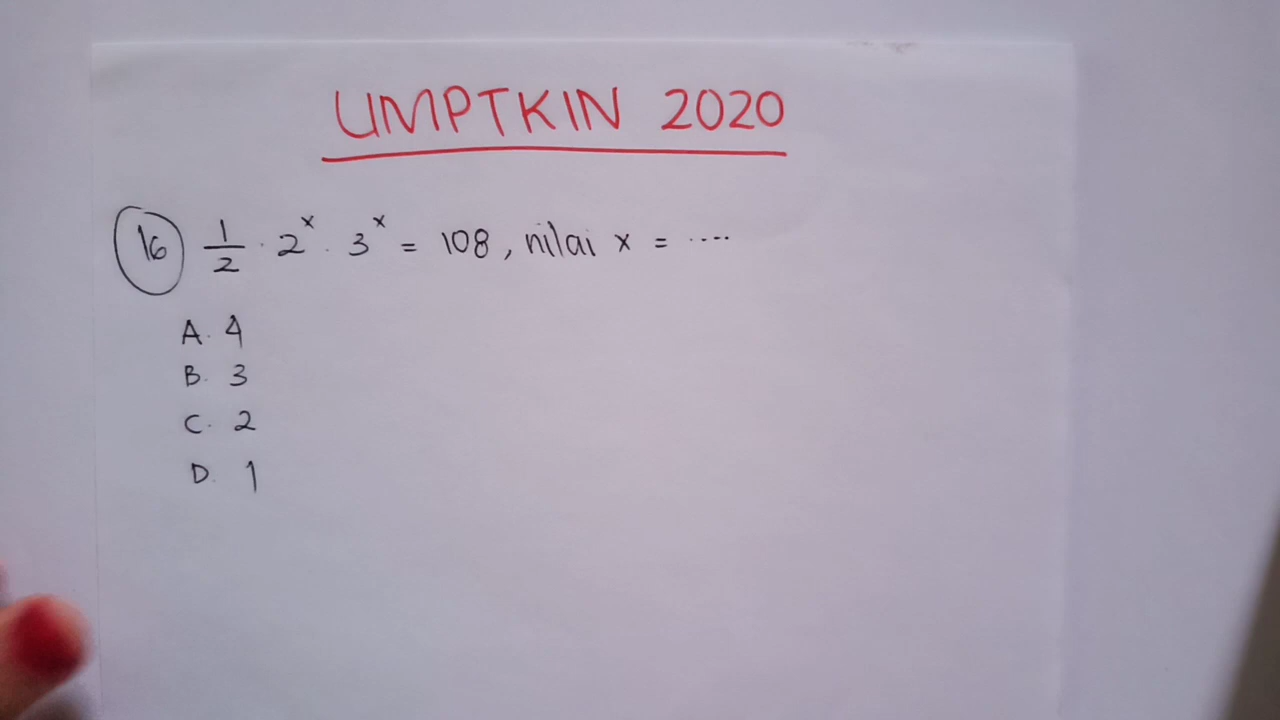 UMPTKIN 2020
16 1/2 · 2^x · 3^x = 108, nilai x = ....
A. 4
B. 3
C. 2
D. 1